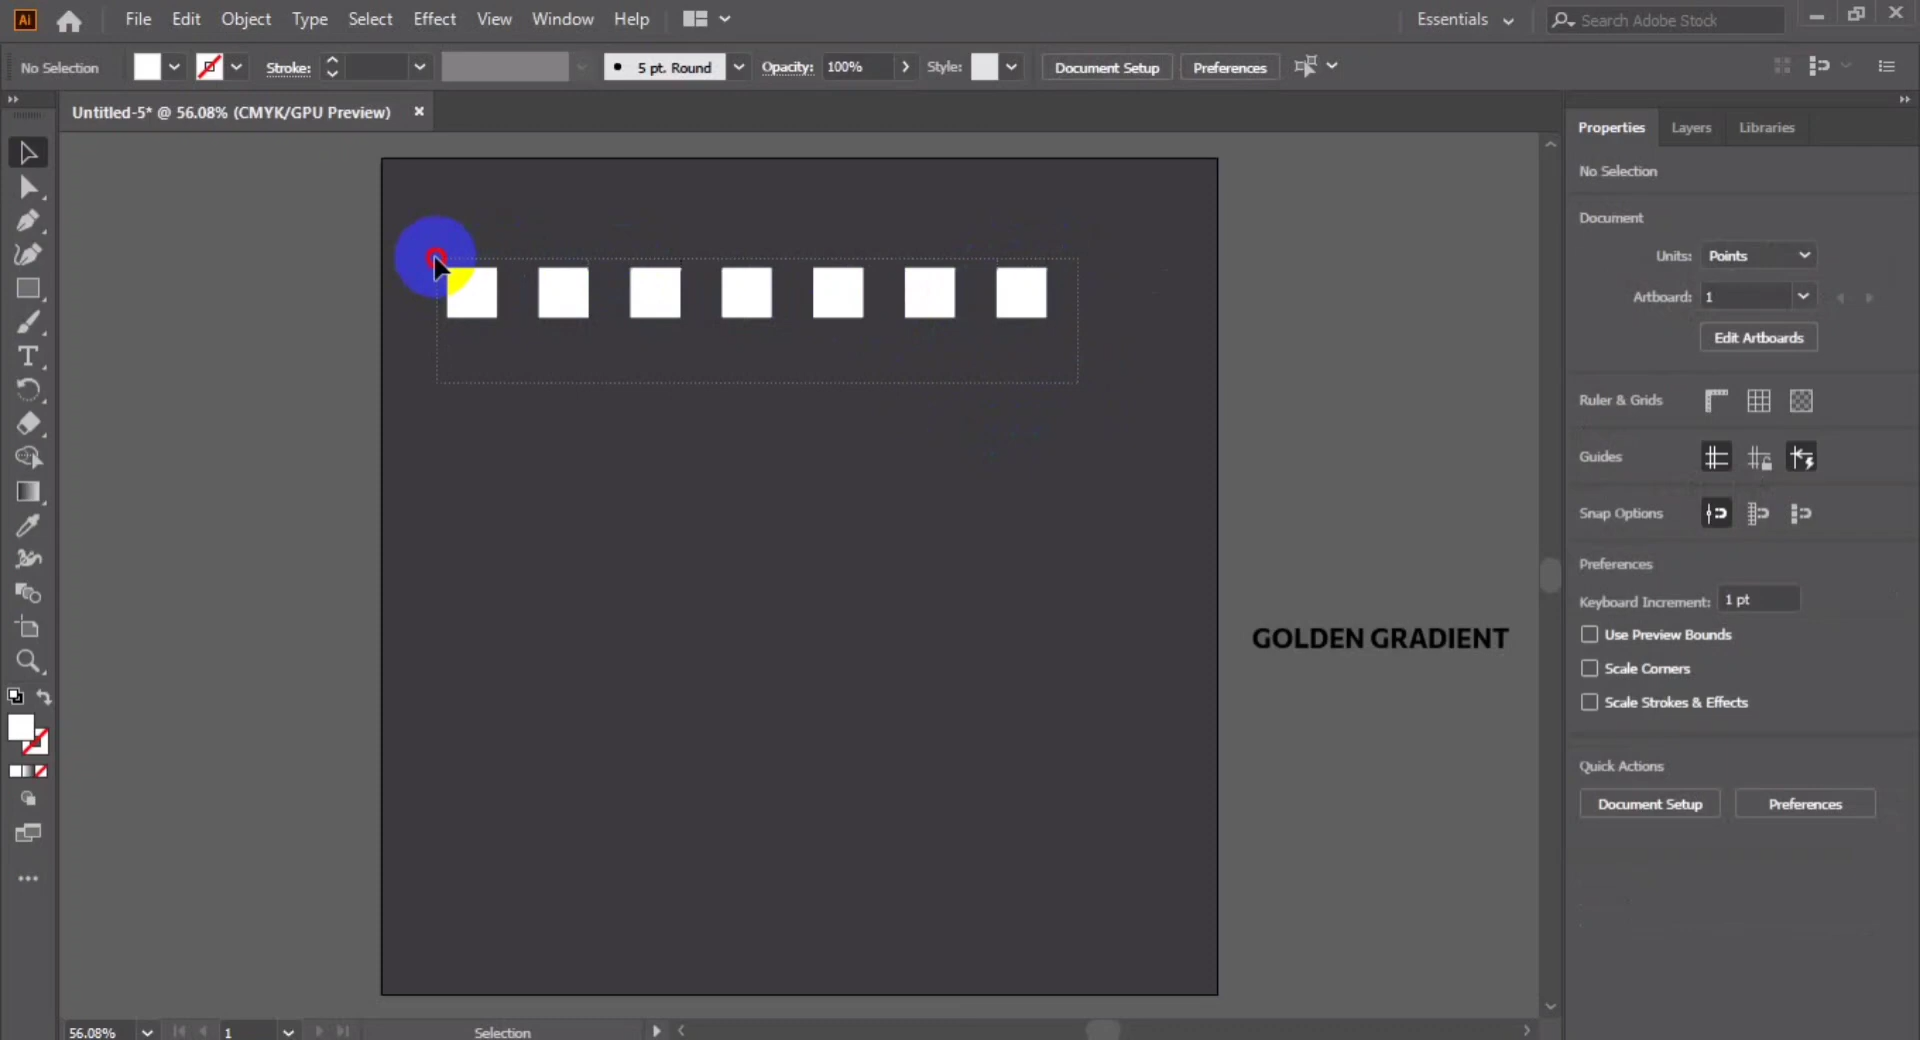 Ai File Edit Object Type Select Effect View Window Help Essentials Search Adobe Stock
No Selection Stroke: 5 pt. Round Opacity: 100% Style: Document Setup Preferences
Untitled-5* @ 56.08% (CMYK/GPU Preview)
Properties Layers Libraries
No Selection
Document
Units: Points
Artboard: 1
Edit Artboards
Ruler & Grids
Guides
Snap Options
Preferences
Keyboard Increment: 1 pt
Use Preview Bounds
Scale Corners
Scale Strokes & Effects
Quick Actions
Document Setup Preferences
GOLDEN GRADIENT
56.08% 1 Selection